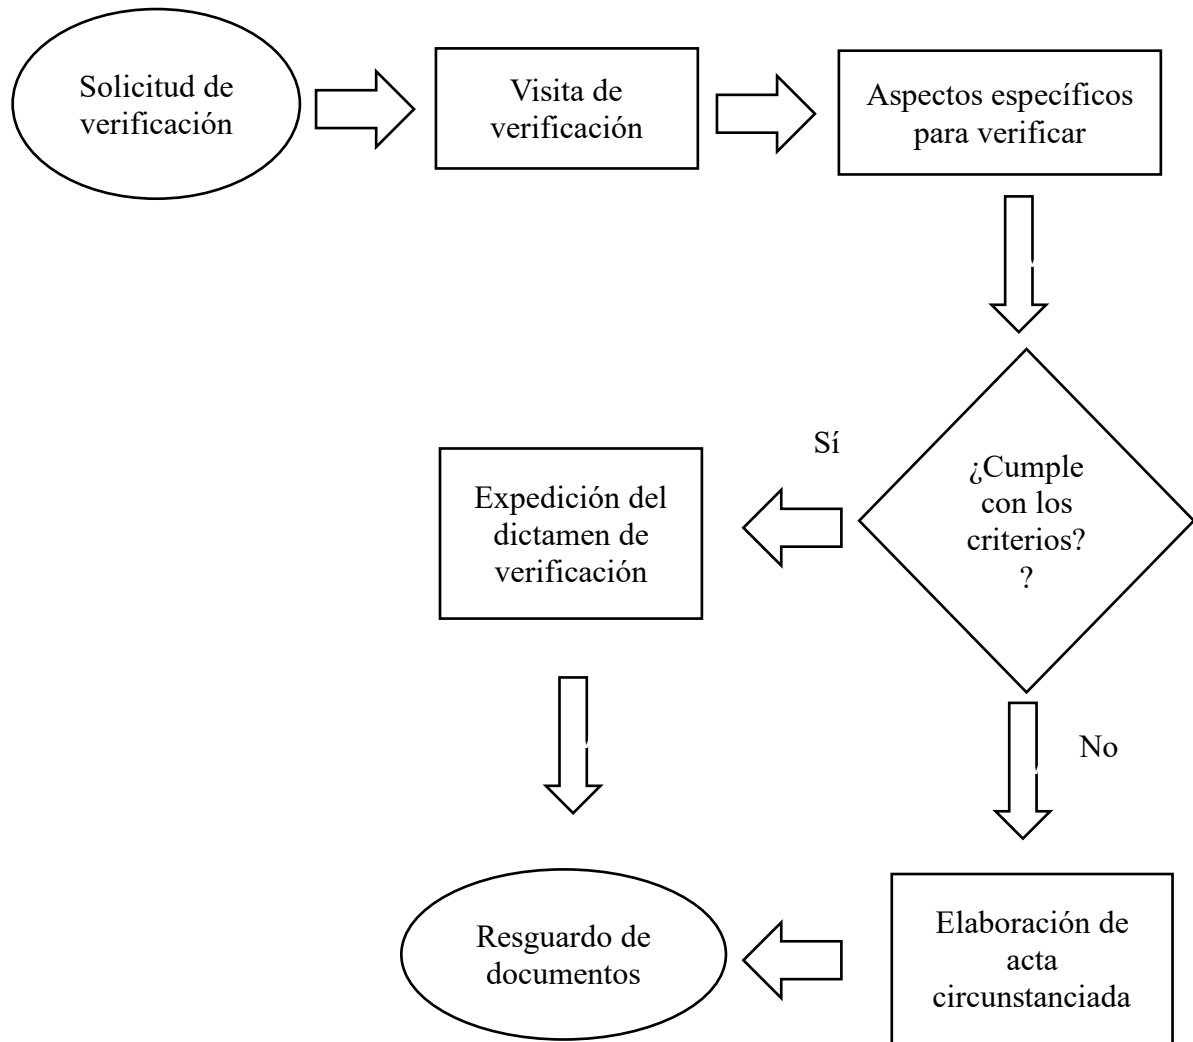 Solicitud de
verificación
Visita de
verificación
Aspectos específicos
para verificar
Sí
¿Cumple
con los
criterios?
?
Expedición del
dictamen de
verificación
No
Resguardo de
documentos
Elaboración de
acta
circunstanciada